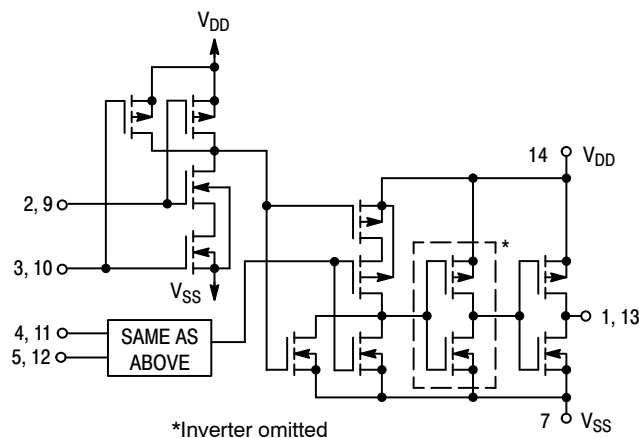 VDD
2, 9
3, 10
VSS
4, 11
5, 12
SAME AS
ABOVE
14 VDD
*
1, 13
7 VSS
*Inverter omitted